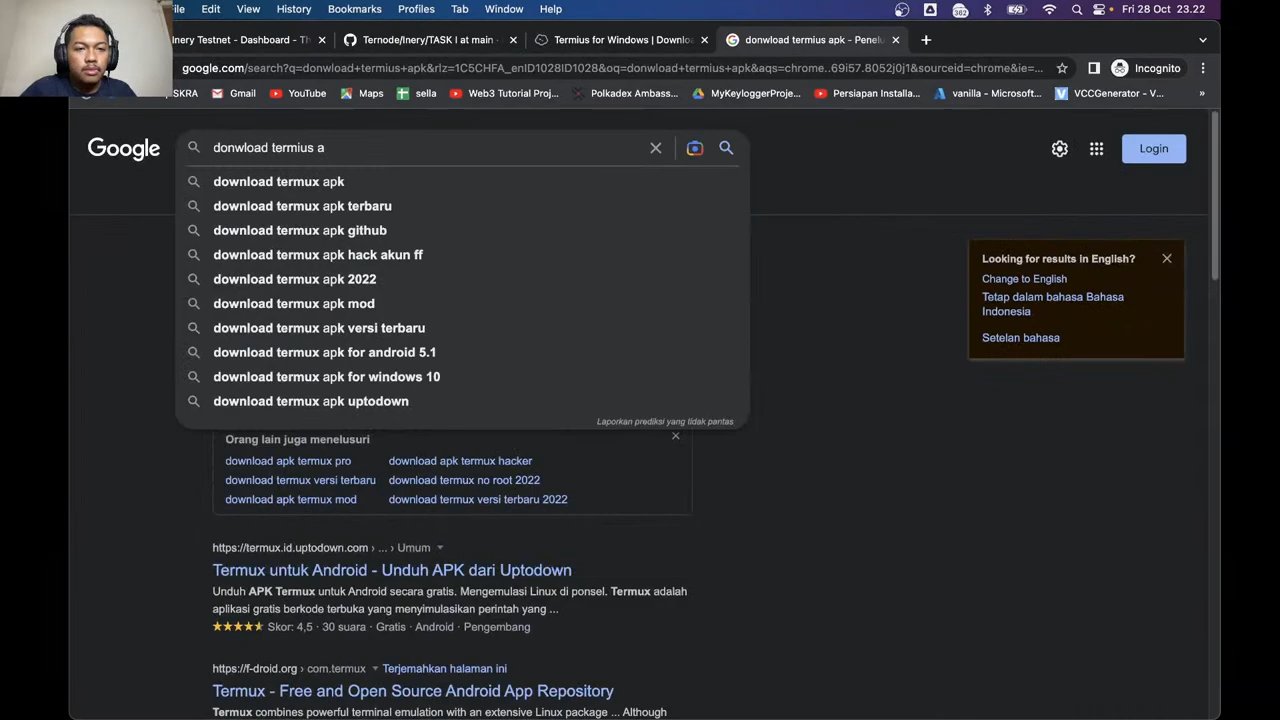 File Edit View History Bookmarks Profiles Tab Window Help 362 Fri 28 Oct 23.22
Inery Testnet - Dashboard - Th
Ternode/Inery/TASK I at main ·
Termius for Windows | Downloa
donwload termius apk - Penelu
google.com/search?q=donwload+termius+apk&rlz=1C5CHFA_enID1028ID1028&oq=donwload+termius+apk&aqs=chrome..69i57.8052j0j1&sourceid=chrome&ie=...
Incognito
SKRA Gmail YouTube Maps sella Web3 Tutorial Proj... Polkadex Ambass... MyKeyloggerProje... Persiapan Installa... vanilla – Microsoft... VCCGenerator - V... »
Google
donwload termius a
Login
download termux apk
download termux apk terbaru
download termux apk github
download termux apk hack akun ff
download termux apk 2022
download termux apk mod
download termux apk versi terbaru
download termux apk for android 5.1
download termux apk for windows 10
download termux apk uptodown
Laporkan prediksi yang tidak pantas
Looking for results in English?
Change to English
Tetap dalam bahasa Bahasa
Indonesia
Setelan bahasa
Orang lain juga menelusuri
download apk termux pro
download apk termux hacker
download termux versi terbaru
download termux no root 2022
download apk termux mod
download termux versi terbaru 2022
https://termux.id.uptodown.com › ... › Umum
Termux untuk Android - Unduh APK dari Uptodown
Unduh APK Termux untuk Android secara gratis. Mengemulasi Linux di ponsel. Termux adalah
aplikasi gratis berkode terbuka yang menyimulasikan perintah yang ...
Skor: 4,5 · 30 suara · Gratis · Android · Pengembang
https://f-droid.org › com.termux Terjemahkan halaman ini
Termux - Free and Open Source Android App Repository
Termux combines powerful terminal emulation with an extensive Linux package ... Although